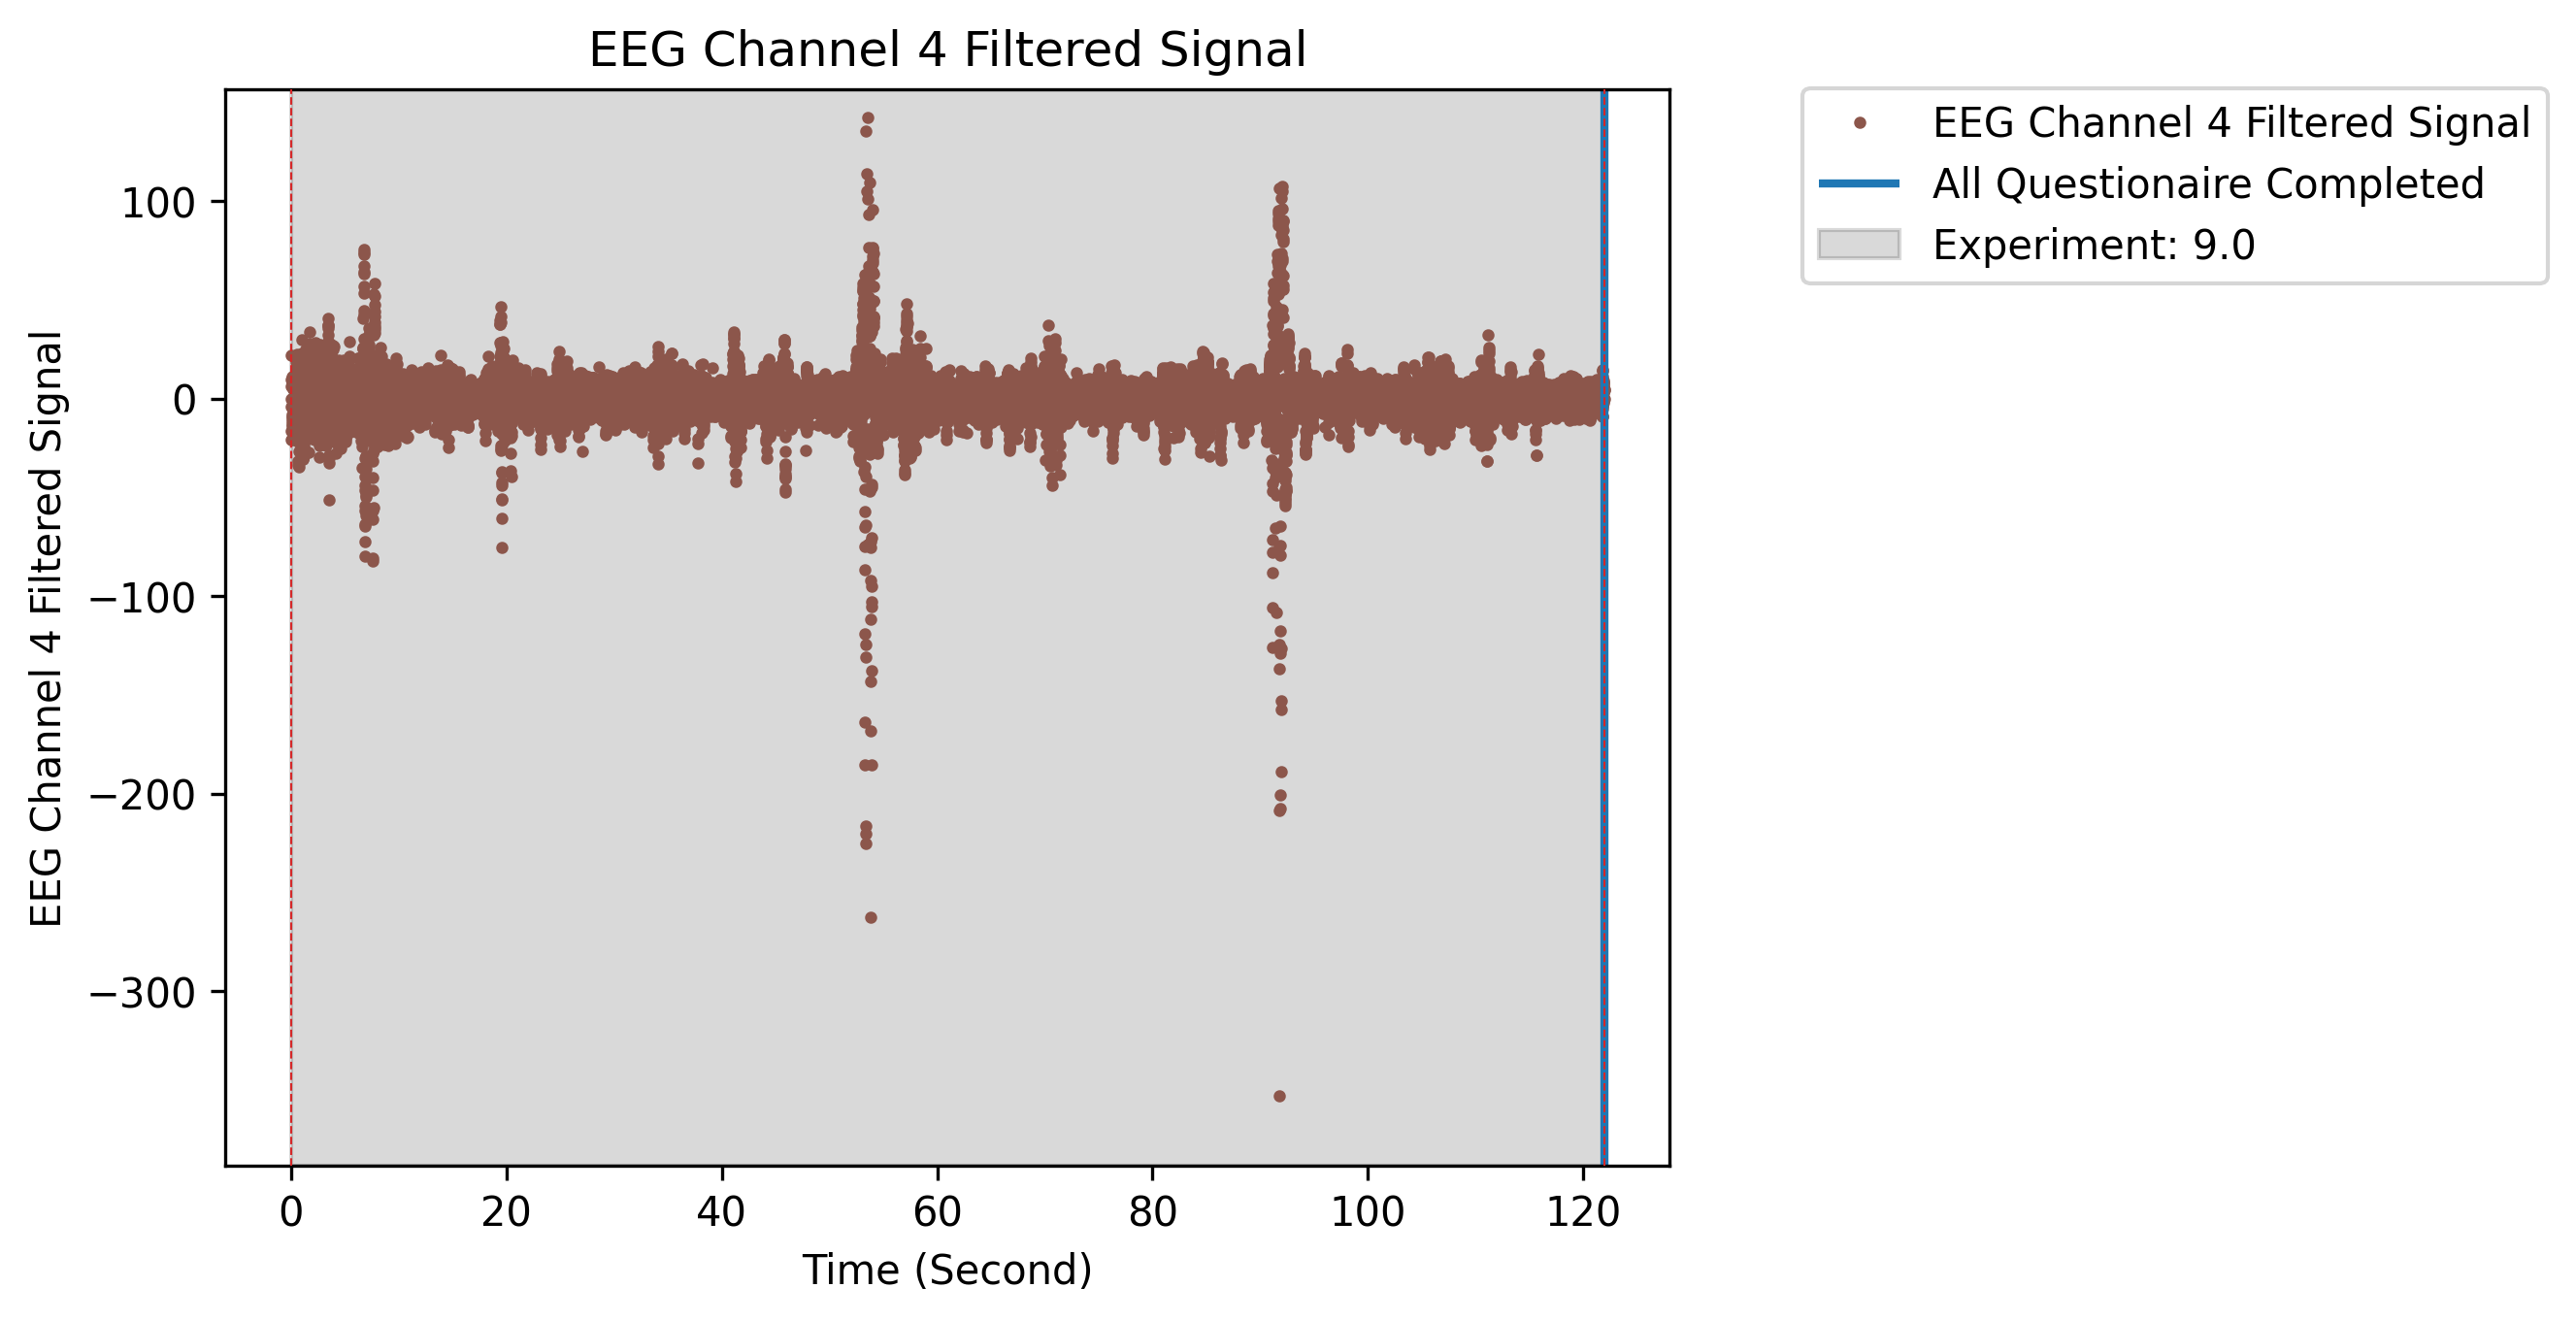 EEG Channel 4 Filtered Signal
EEG Channel 4 Filtered Signal
All Questionaire Completed
Experiment: 9.0
EEG Channel 4 Filtered Signal
100
0
−100
−200
−300
0 20 40 60 80 100 120
Time (Second)